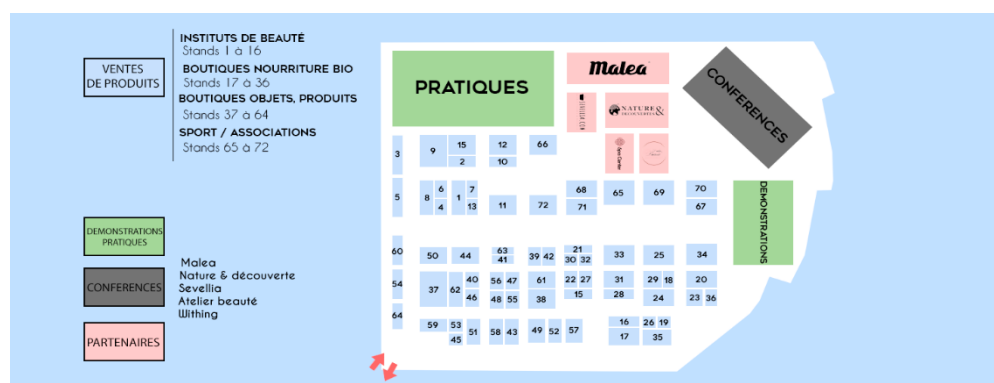 INSTITUTS DE BEAUTÉ
Stands 1 à 16
VENTES
DE PRODUITS
BOUTIQUES NOURRITURE BIO
Stands 17 à 36
BOUTIQUES OBJETS, PRODUITS
Stands 37 à 64
SPORT / ASSOCIATIONS
Stands 65 à 72
DEMONSTRATIONS
PRATIQUES
CONFERENCES
Malea
Nature & découverte
Sevellia
Atelier beauté
Withing
PARTENAIRES
PRATIQUES
Malea
CONFERENCES
NATURE &
DÉCOUVERTES
DEMONSTRATIONS
3 9 15 12 66
2 10
5 8 6 1 7 11 72 68 65 69 70
4 13 71 67
60 50 44 63 39 42 21 33 25 34
41 30 32
54 37 62 40 56 47 61 22 27 31 29 18 20
46 48 55 38 15 28 24 23 36
64 59 53 51 58 43 49 52 57 16 26 19
45 17 35